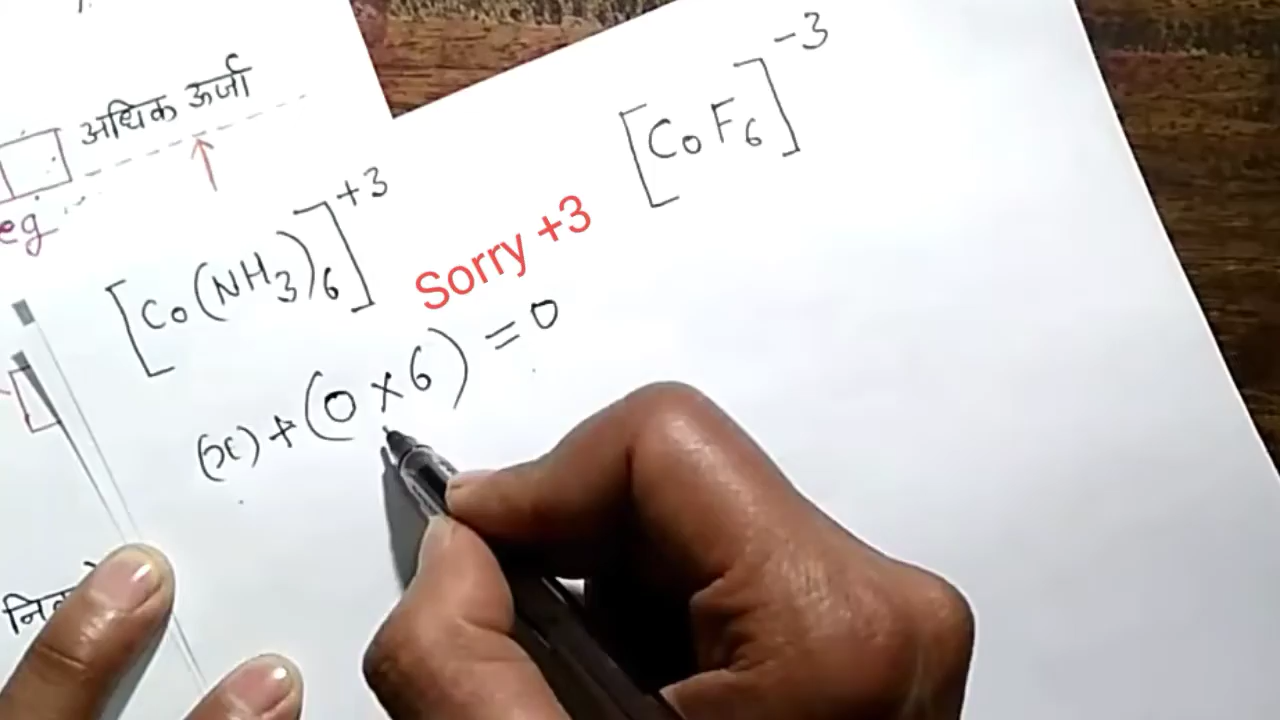 अधिक ऊर्जा
eg
[Co(NH3)6]+3
[CoF6]-3
Sorry +3
(x) + (0 × 6) = 0